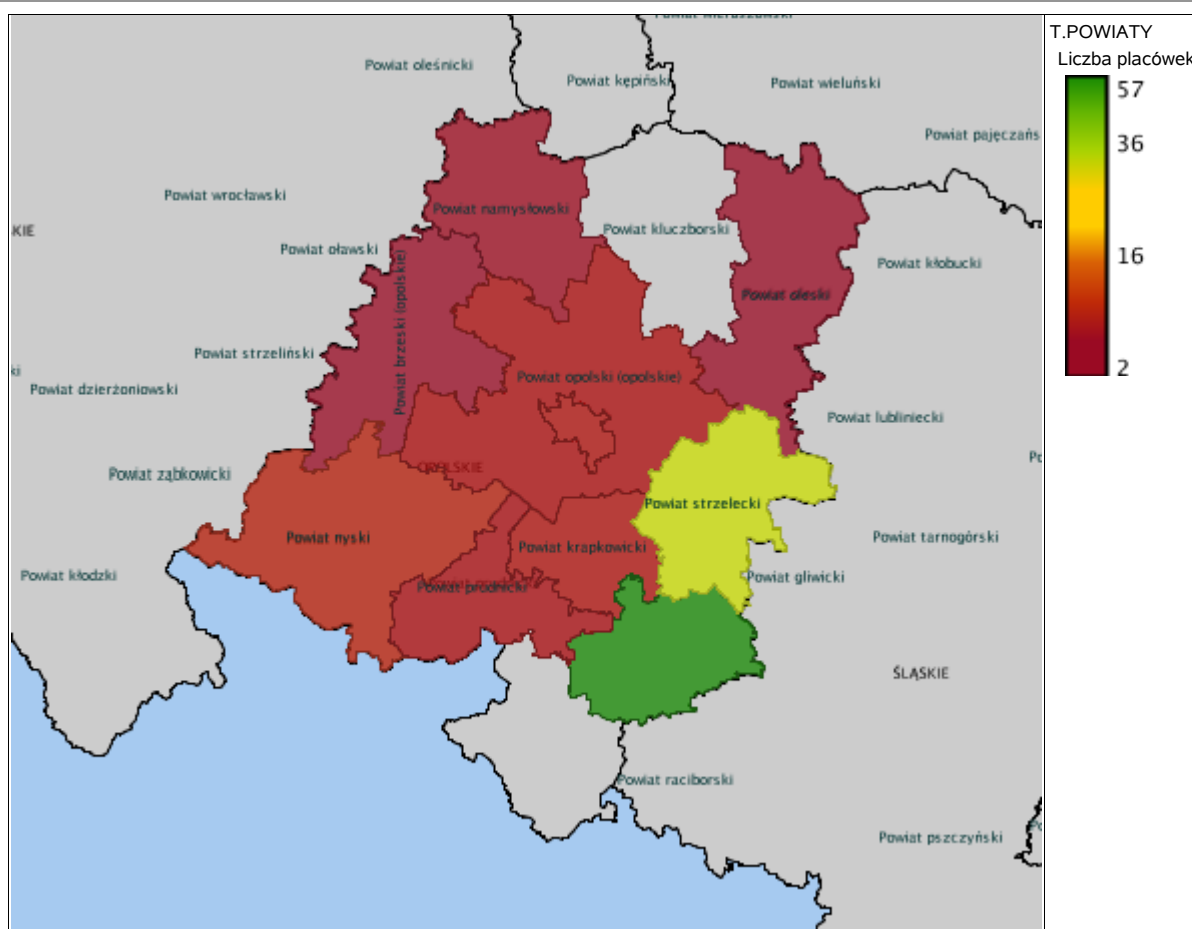 T.POWIATY
Liczba placówek
57
36
16
2
Powiat oleśnicki
Powiat kępiński
Powiat wieluński
Powiat pajęczańs
Powiat wrocławski
Powiat namysłowski
KIE
Powiat kluczborski
Powiat oławski
Powiat kłobucki
Powiat oleski
Powiat brzeski (opolskie)
Powiat strzeliński
ki
Powiat dzierżoniowski
Powiat opolski (opolskie)
Powiat lubliniecki
Powiat ząbkowicki
OPOLSKIE
Powiat strzelecki
Powiat nyski
Powiat krapkowicki
Powiat tarnogórski
Powiat kłodzki
Powiat prudnicki
Powiat gliwicki
ŚLĄSKIE
Powiat raciborski
Powiat pszczyński